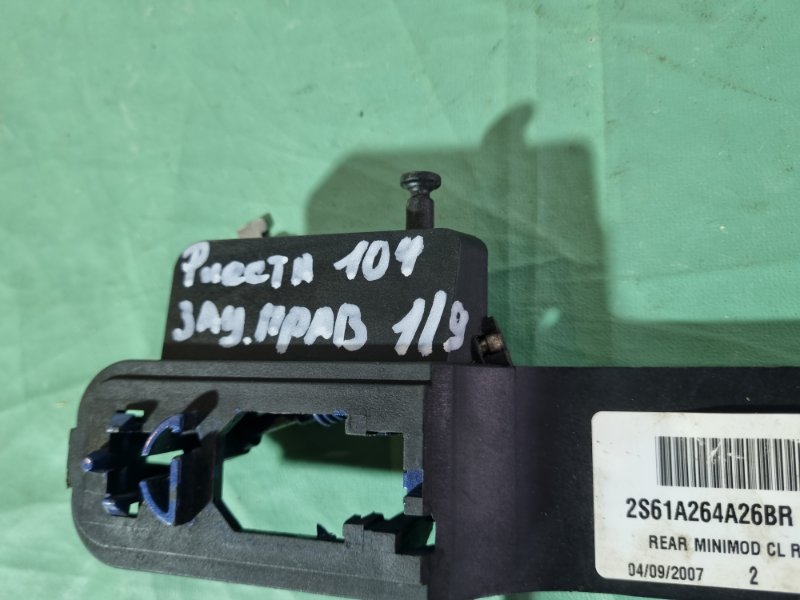 Фиеста 104
зад.прав 1/9
2S61A264A26BR
REAR MINIMOD CL R
04/09/2007 2